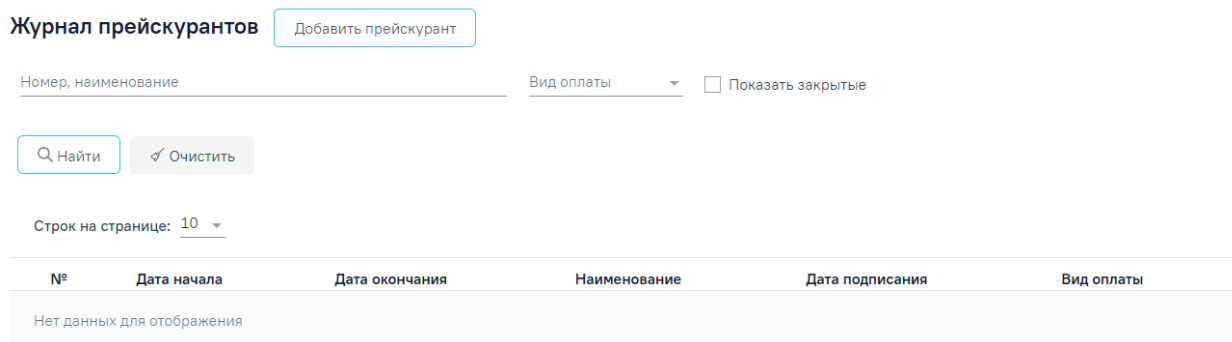 Журнал прейскурантов Добавить прейскурант
Номер, наименование Вид оплаты Показать закрытые
Найти Очистить
Строк на странице: 10
№ Дата начала Дата окончания Наименование Дата подписания Вид оплаты
Нет данных для отображения